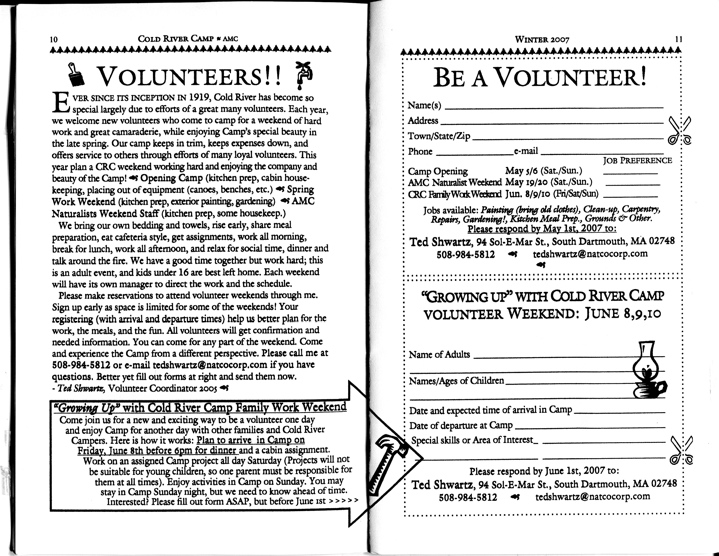 10
COLD RIVER CAMP AMC
VOLUNTEERS!!
EVER SINCE ITS INCEPTION IN 1919, Cold River has become so
special largely due to efforts of a great many volunteers. Each year,
we welcome new volunteers who come to camp for a weekend of hard
work and great camaraderie, while enjoying Camp's special beauty in
the late spring. Our camp keeps in trim, keeps expenses down, and
offers service to others through efforts of many loyal volunteers. This
year plan a CRC weekend working hard and enjoying the company and
beauty of the Camp! Opening Camp (kitchen prep, cabin house-
keeping, placing out of equipment (canoes, benches, etc.) Spring
Work Weekend (kitchen prep, exterior painting, gardening) AMC
Naturalists Weekend Staff (kitchen prep, some housekeep.)
We bring our own bedding and towels, rise early, share meal
preparation, eat cafeteria style, get assignments, work all morning,
break for lunch, work all afternoon, and relax for social time, dinner and
talk around the fire. We have a good time together but work hard; this
is an adult event, and kids under 16 are best left home. Each weekend
will have its own manager to direct the work and the schedule.
Please make reservations to attend volunteer weekends through me.
Sign up early as space is limited for some of the weekends! Your
registering (with arrival and departure times) help us better plan for the
work, the meals, and the fun. All volunteers will get confirmation and
needed information. You can come for any part of the weekend. Come
and experience the Camp from a different perspective. Please call me at
508-984-5812 or e-mail tedshwartz@natcocorp.com if you have
questions. Better yet fill out forms at right and send them now.
- Ted Shwartz, Volunteer Coordinator 2005
"Growing Up" with Cold River Camp Family Work Weekend
Come join us for a new and exciting way to be a volunteer one day
and enjoy Camp for another day with other families and Cold River
Campers. Here is how it works: Plan to arrive in Camp on
Friday, June 8th before 6pm for dinner and a cabin assignment.
Work on an assigned Camp project all day Saturday (Projects will not
be suitable for young children, so one parent must be responsible for
them at all times). Enjoy activities in Camp on Sunday. You may
stay in Camp Sunday night, but we need to know ahead of time.
Interested? Please fill out form ASAP, but before June 1st > > > > >
WINTER 2007
11
BE A VOLUNTEER!
Name(s)
Address
Town/State/Zip
Phone e-mail
JOB PREFERENCE
Camp Opening May 5/6 (Sat./Sun.)
AMC Naturalist Weekend May 19/20 (Sat./Sun.)
CRC Family Work Weekend Jun. 8/9/10 (Fri/Sat/Sun)
Jobs available: Painting (bring old clothes), Clean-up, Carpentry,
Repairs, Gardening!, Kitchen Meal Prep., Grounds & Other.
Please respond by May 1st, 2007 to:
Ted Shwartz, 94 Sol-E-Mar St., South Dartmouth, MA 02748
508-984-5812 tedshwartz@natcocorp.com
"GROWING UP" WITH COLD RIVER CAMP
VOLUNTEER WEEKEND: JUNE 8,9,10
Name of Adults
Names/Ages of Children
Date and expected time of arrival in Camp
Date of departure at Camp
Special skills or Area of Interest
Please respond by June 1st, 2007 to:
Ted Shwartz, 94 Sol-E-Mar St., South Dartmouth, MA 02748
508-984-5812 tedshwartz@natcocorp.com